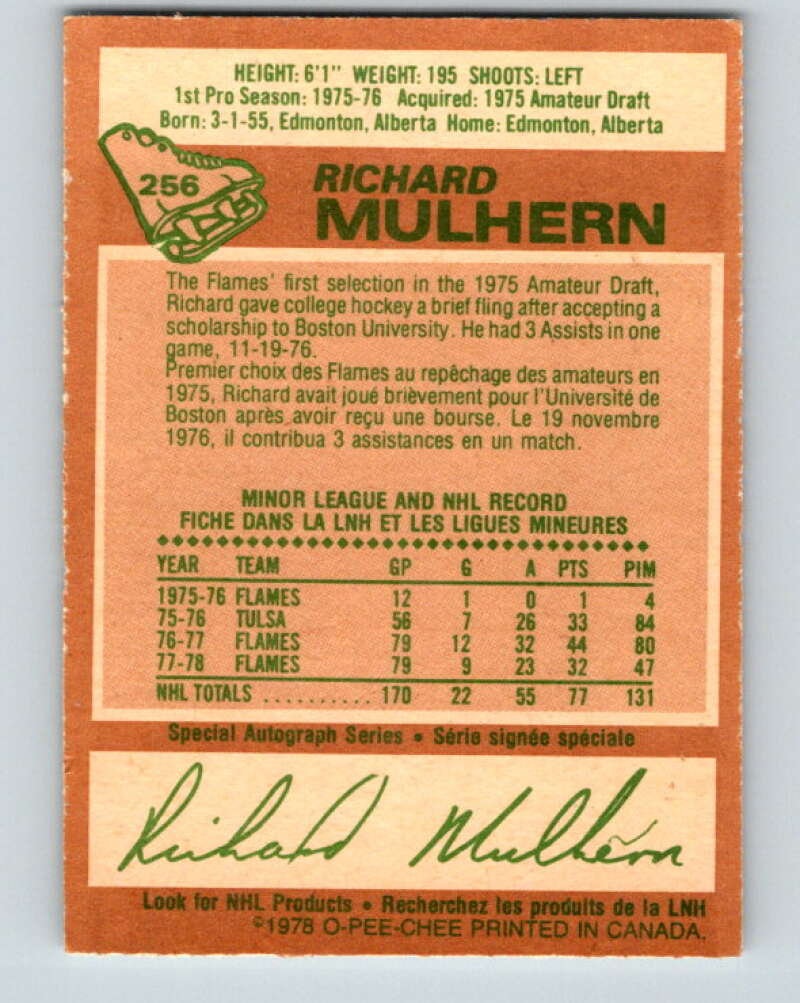 HEIGHT: 6'1" WEIGHT: 195 SHOOTS: LEFT
1st Pro Season: 1975-76 Acquired: 1975 Amateur Draft
Born: 3-1-55, Edmonton, Alberta Home: Edmonton, Alberta
256
RICHARD
MULHERN
The Flames' first selection in the 1975 Amateur Draft,
Richard gave college hockey a brief fling after accepting a
scholarship to Boston University. He had 3 Assists in one
game, 11-19-76.
Premier choix des Flames au repêchage des amateurs en
1975, Richard avait joué brièvement pour l'Université de
Boston après avoir reçu une bourse. Le 19 novembre
1976, il contribua 3 assistances en un match.
MINOR LEAGUE AND NHL RECORD
FICHE DANS LA LNH ET LES LIGUES MINEURES
YEAR TEAM GP G A PTS PIM
1975-76 FLAMES 12 1 0 1 4
75-76 TULSA 56 7 26 33 84
76-77 FLAMES 79 12 32 44 80
77-78 FLAMES 79 9 23 32 47
NHL TOTALS .......... 170 22 55 77 131
Special Autograph Series • Série signée spéciale
Richard Mulhern
Look for NHL Products • Recherchez les produits de la LNH
©1978 O-PEE-CHEE PRINTED IN CANADA.